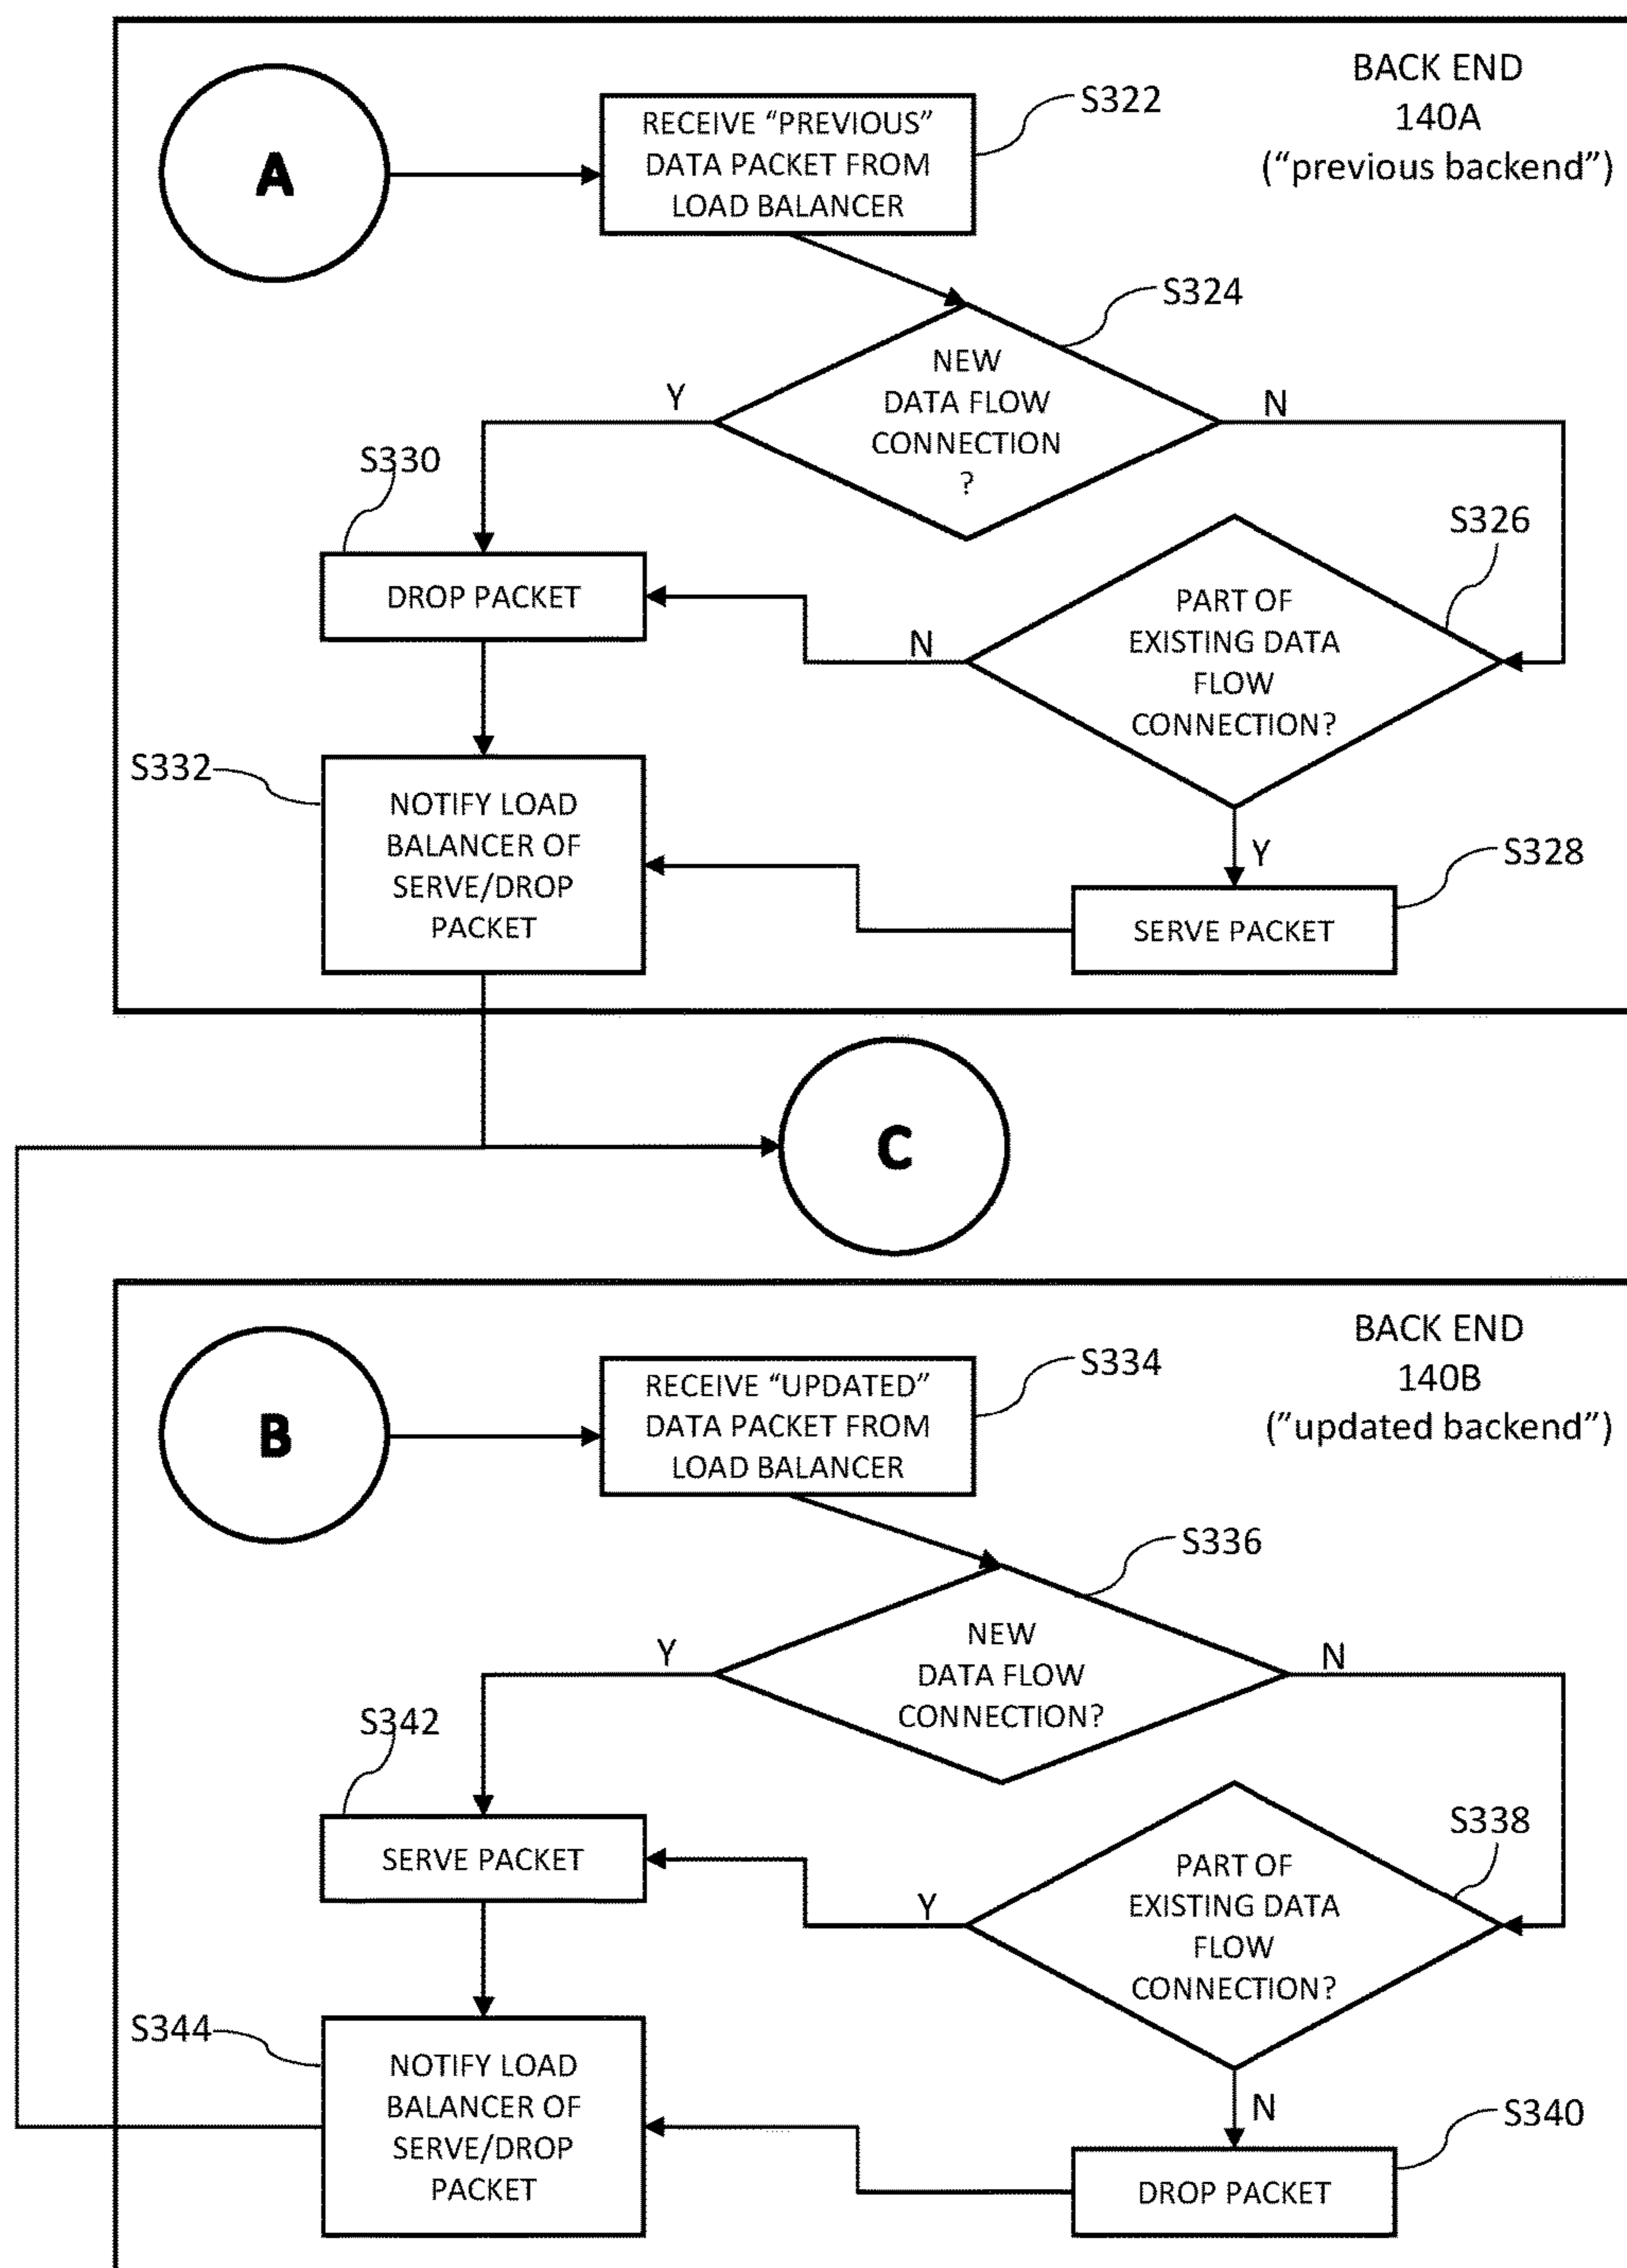 BACK END
140A
(“previous backend”)
A
RECEIVE “PREVIOUS”
DATA PACKET FROM
LOAD BALANCER
S322
S324
NEW
DATA FLOW
CONNECTION
?
Y
N
S330
DROP PACKET
S326
PART OF
EXISTING DATA
FLOW
CONNECTION?
N
Y
S332
NOTIFY LOAD
BALANCER OF
SERVE/DROP
PACKET
S328
SERVE PACKET
C
BACK END
140B
(”updated backend”)
B
RECEIVE “UPDATED”
DATA PACKET FROM
LOAD BALANCER
S334
S336
NEW
DATA FLOW
CONNECTION?
Y
N
S342
SERVE PACKET
S338
PART OF
EXISTING DATA
FLOW
CONNECTION?
Y
N
S344
NOTIFY LOAD
BALANCER OF
SERVE/DROP
PACKET
S340
DROP PACKET